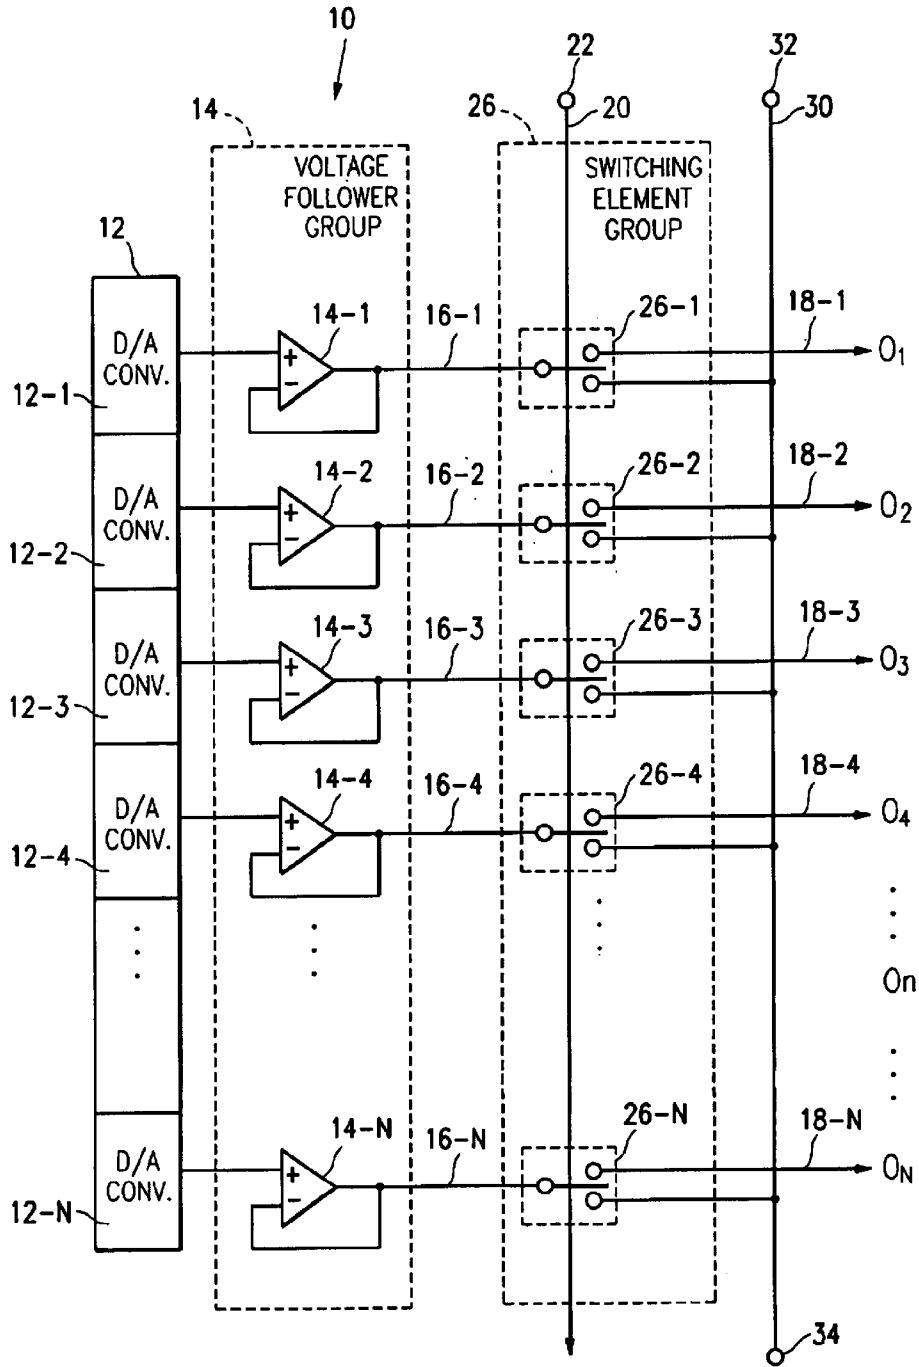 10
22
32
14
26
20
30
VOLTAGE
FOLLOWER
GROUP
SWITCHING
ELEMENT
GROUP
12
14-1
16-1
26-1
18-1
D/A
CONV.
+
−
O1
12-1
14-2
16-2
26-2
18-2
D/A
CONV.
+
−
O2
12-2
14-3
16-3
26-3
18-3
D/A
CONV.
+
−
O3
12-3
14-4
16-4
26-4
18-4
D/A
CONV.
+
−
O4
12-4
On
14-N
16-N
26-N
18-N
D/A
CONV.
+
−
ON
12-N
34